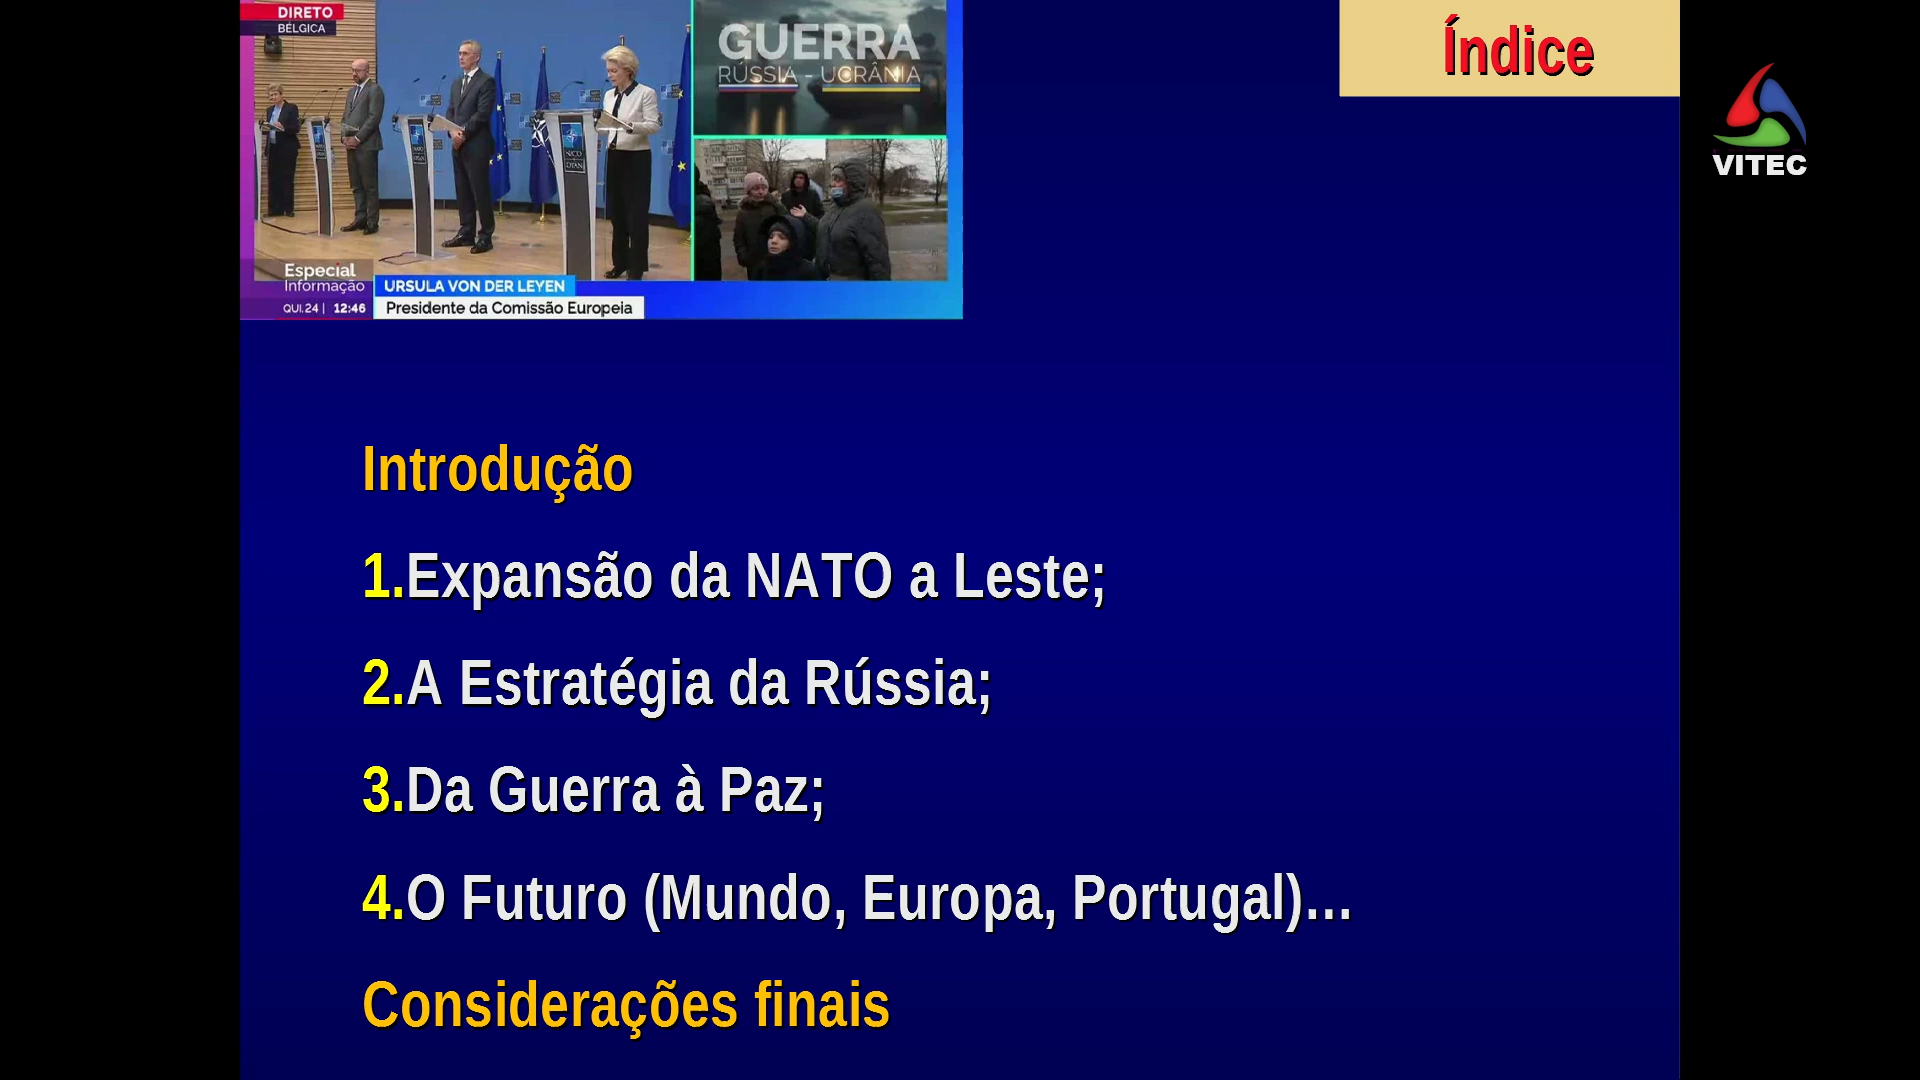 DIRETO
BÉLGICA
GUERRA
RÚSSIA - UCRÂNIA
NATO
OTAN
Especial
Informação
QUI.24 | 12:46
URSULA VON DER LEYEN
Presidente da Comissão Europeia
Índice
VITEC
Introdução
1.Expansão da NATO a Leste;
2.A Estratégia da Rússia;
3.Da Guerra à Paz;
4.O Futuro (Mundo, Europa, Portugal)...
Considerações finais